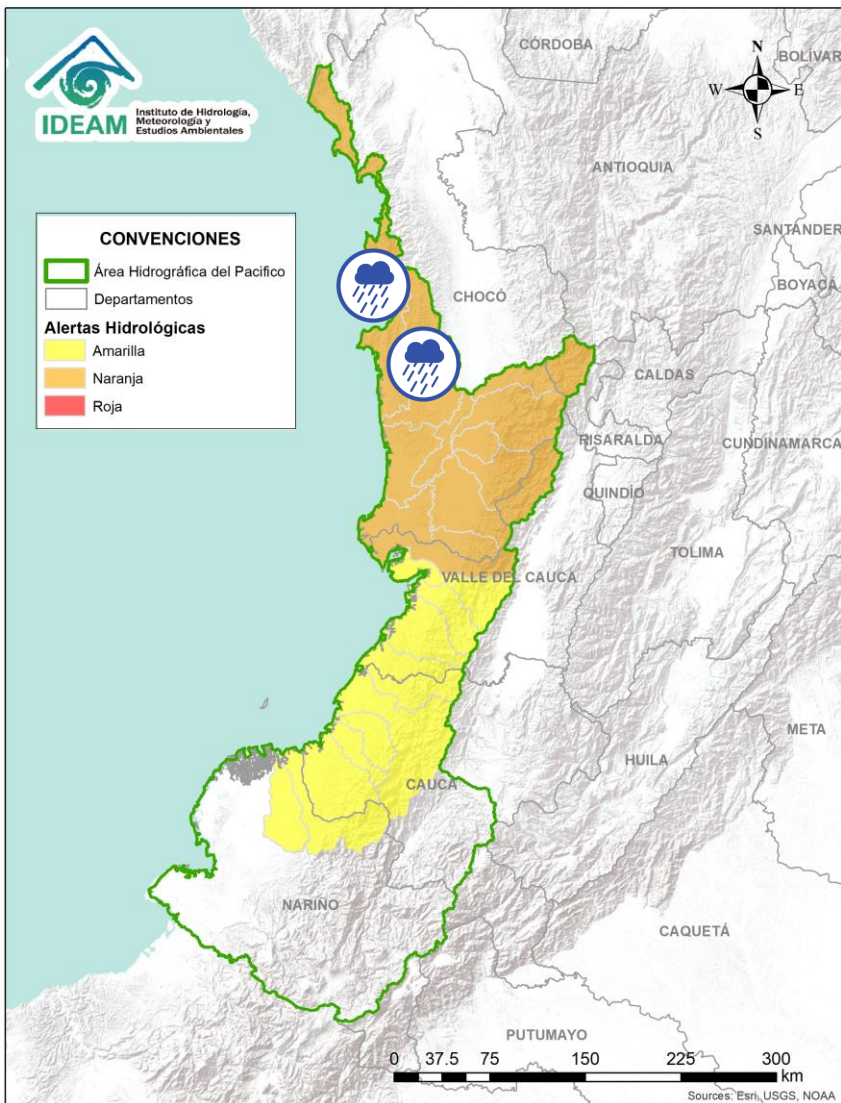 IDEAM
Instituto de Hidrología,
Meteorología y
Estudios Ambientales
CÓRDOBA
BOLÍVAR
N
W
E
S
ANTIOQUIA
SANTANDER
BOYACÁ
CONVENCIONES
Área Hidrográfica del Pacifico
Departamentos
Alertas Hidrológicas
Amarilla
Naranja
Roja
CHOCÓ
CALDAS
RISARALDA
CUNDINAMARCA
QUINDÍO
TOLIMA
VALLE DEL CAUCA
META
HUILA
CAUCA
NARIÑO
CAQUETÁ
PUTUMAYO
0 37.5 75 150 225 300
km
Sources: Esri, USGS, NOAA